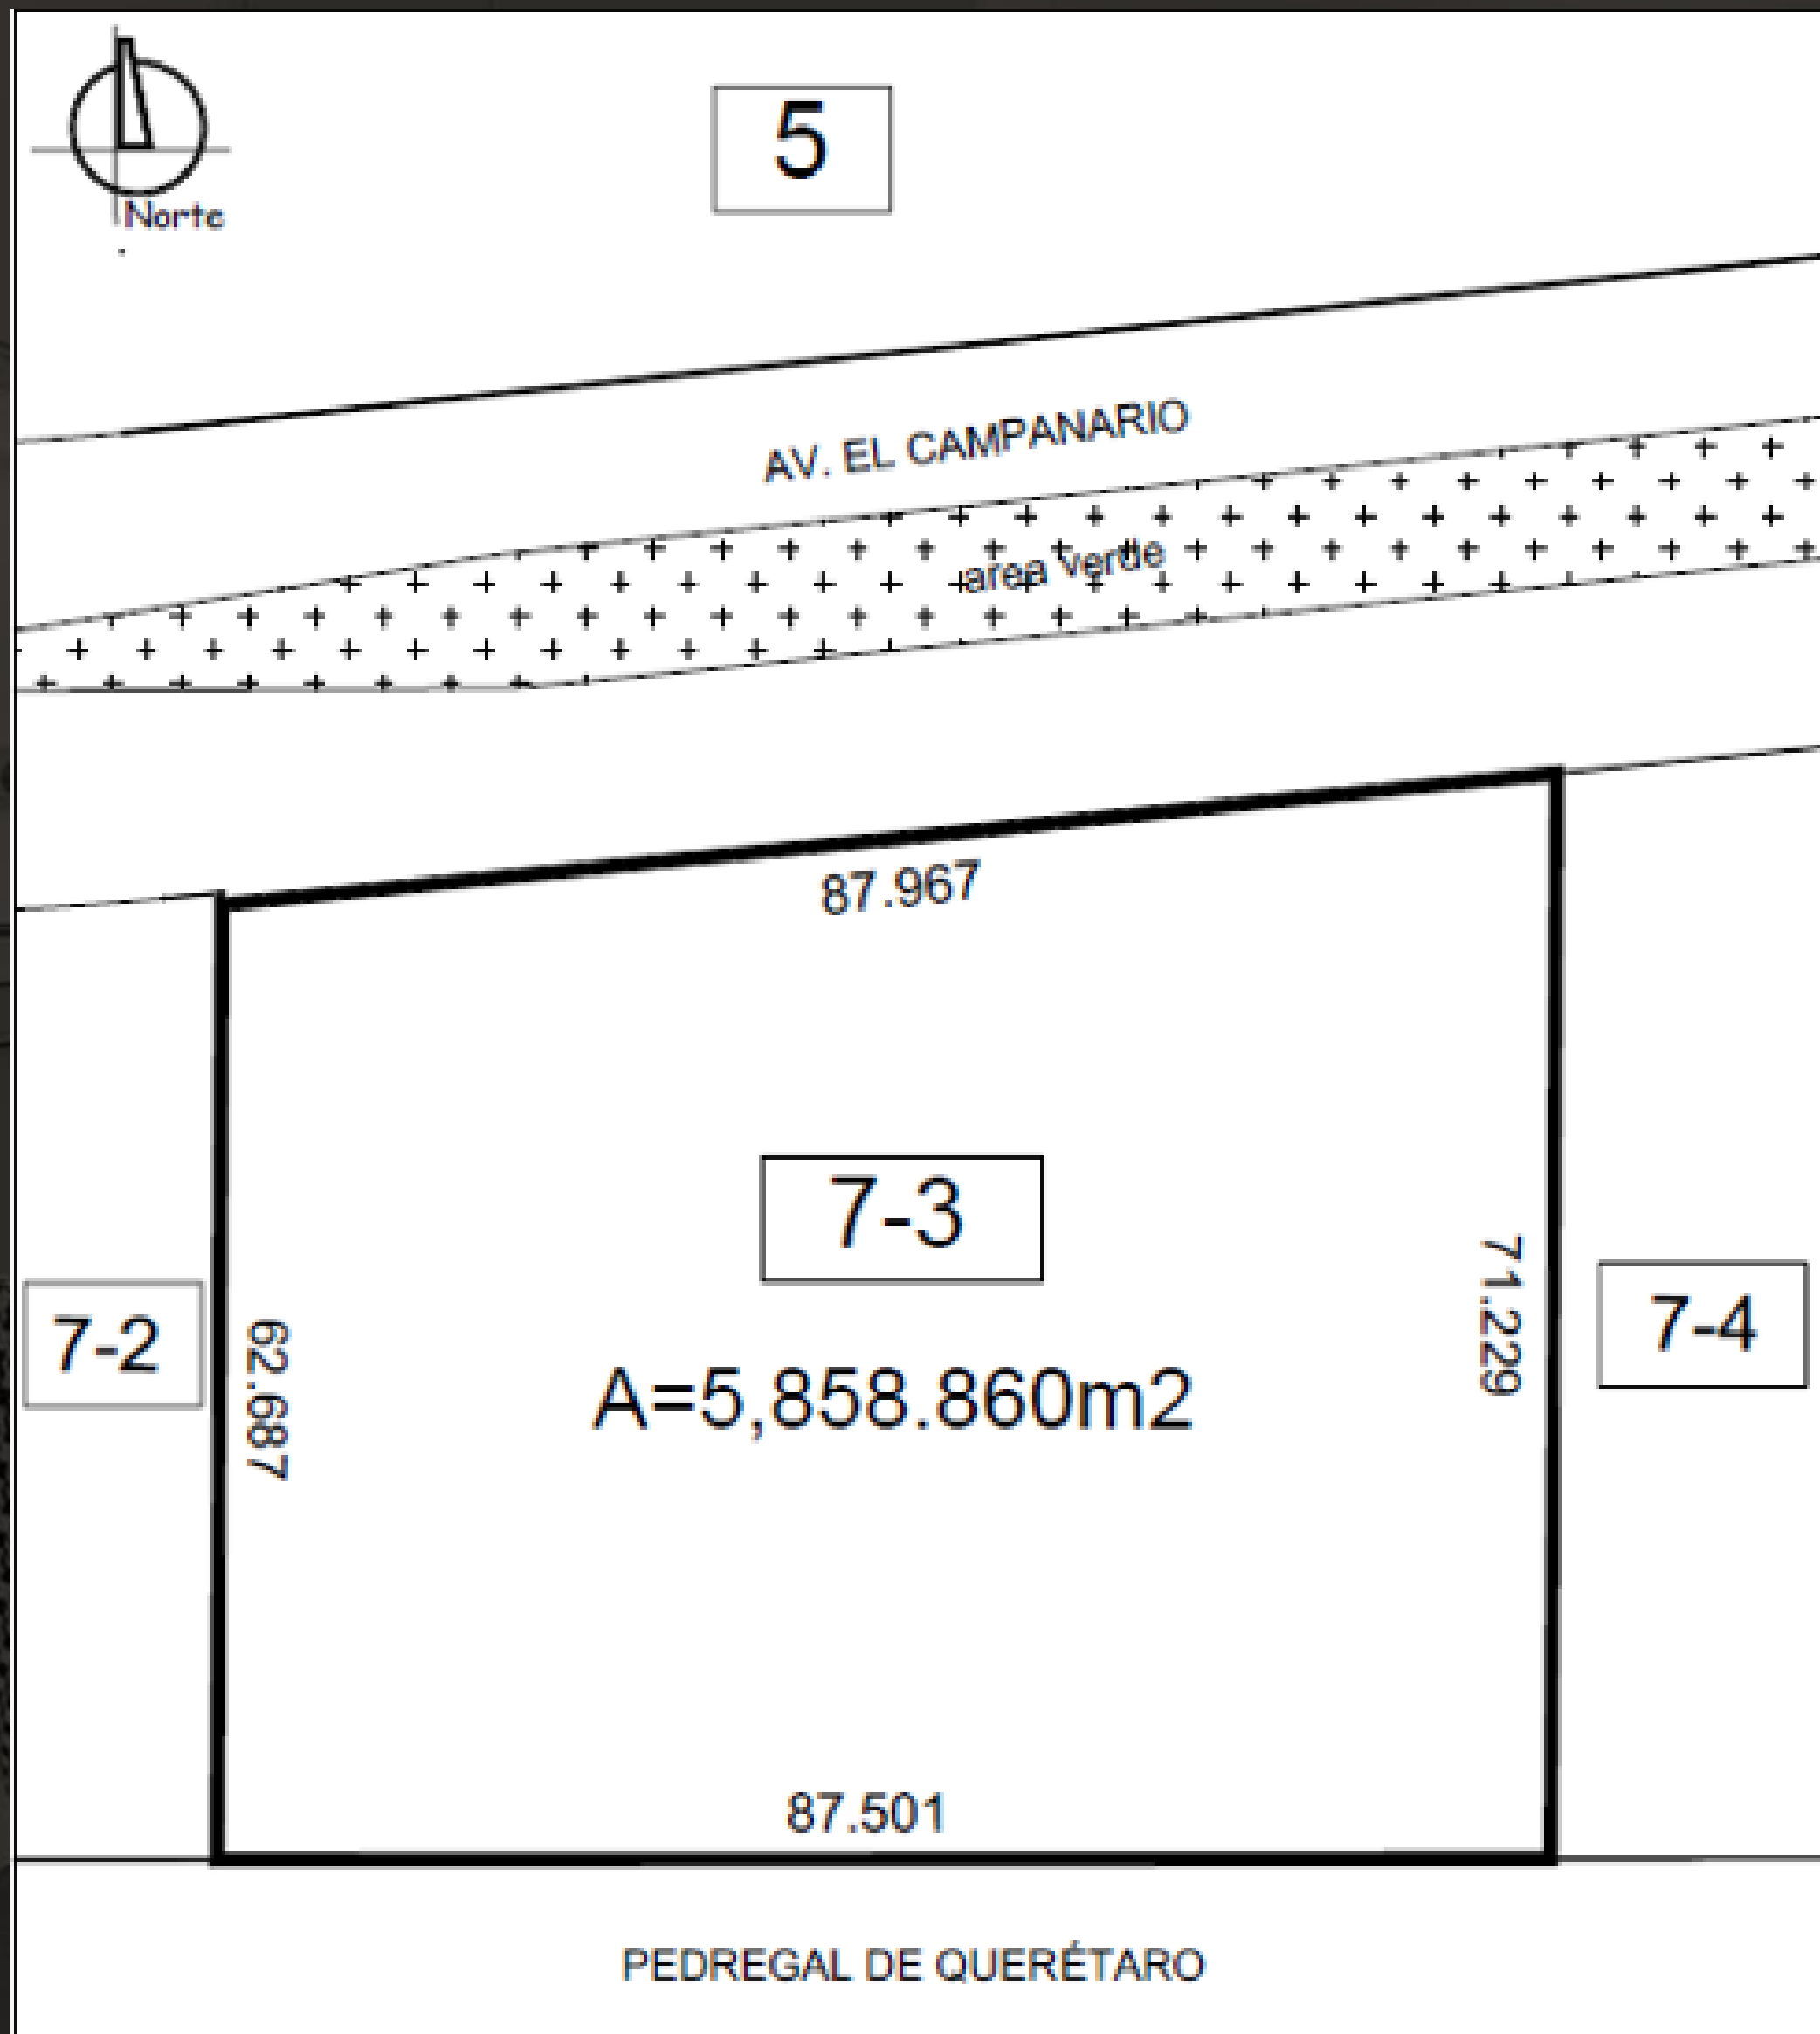 Norte
5
AV. EL CAMPANARIO
area verde
87.967
7-3
7-2
62.687
71.229
7-4
A=5,858.860m2
87.501
PEDREGAL DE QUERÉTARO